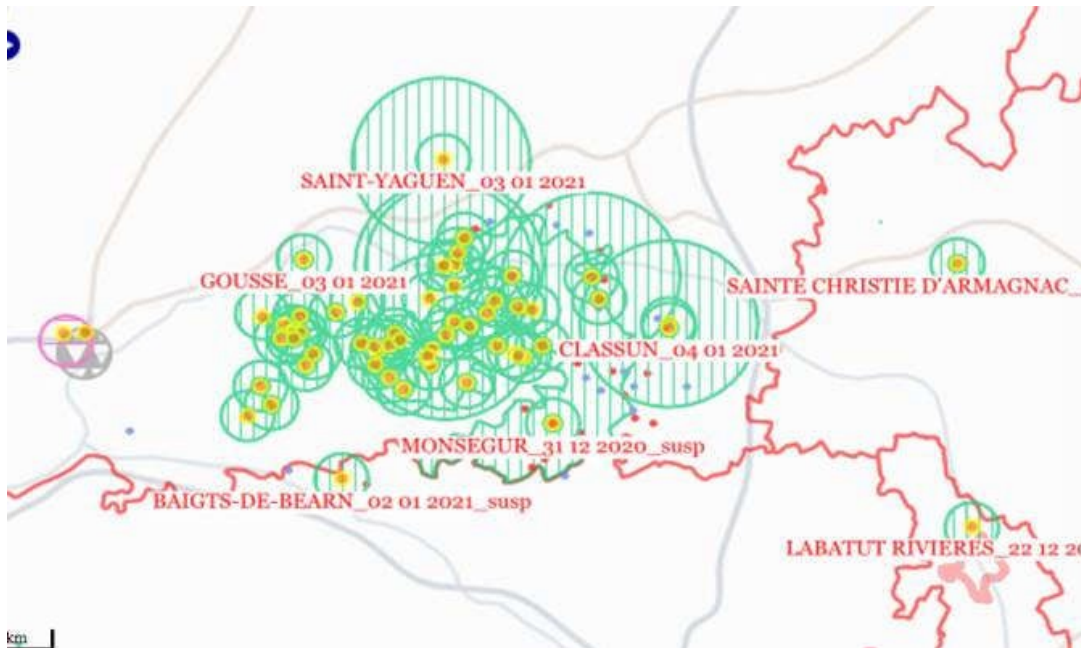 SAINT-YAGUEN_03 01 2021
GOUSSE_03 01 2021
SAINTE CHRISTIE D'ARMAGNAC_
CLASSUN_04 01 2021
MONSEGUR_31 12 2020_susp
BAIGTS-DE-BEARN_02 01 2021_susp
LABATUT RIVIERES_22 12 20
km